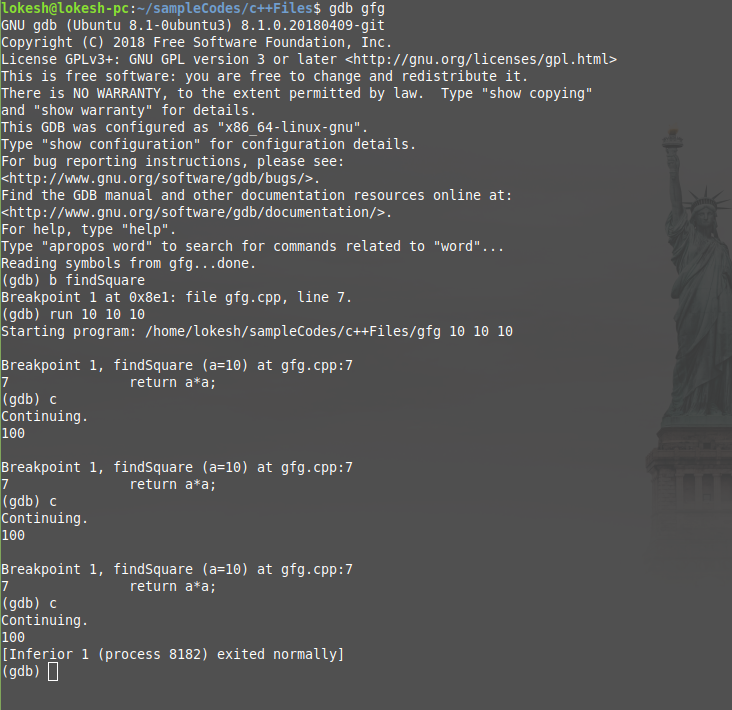 lokesh@lokesh-pc:~/sampleCodes/c++Files$ gdb gfg
GNU gdb (Ubuntu 8.1-0ubuntu3) 8.1.0.20180409-git
Copyright (C) 2018 Free Software Foundation, Inc.
License GPLv3+: GNU GPL version 3 or later <http://gnu.org/licenses/gpl.html>
This is free software: you are free to change and redistribute it.
There is NO WARRANTY, to the extent permitted by law.  Type "show copying"
and "show warranty" for details.
This GDB was configured as "x86_64-linux-gnu".
Type "show configuration" for configuration details.
For bug reporting instructions, please see:
<http://www.gnu.org/software/gdb/bugs/>.
Find the GDB manual and other documentation resources online at:
<http://www.gnu.org/software/gdb/documentation/>.
For help, type "help".
Type "apropos word" to search for commands related to "word"...
Reading symbols from gfg...done.
(gdb) b findSquare
Breakpoint 1 at 0x8e1: file gfg.cpp, line 7.
(gdb) run 10 10 10
Starting program: /home/lokesh/sampleCodes/c++Files/gfg 10 10 10

Breakpoint 1, findSquare (a=10) at gfg.cpp:7
7               return a*a;
(gdb) c
Continuing.
100

Breakpoint 1, findSquare (a=10) at gfg.cpp:7
7               return a*a;
(gdb) c
Continuing.
100

Breakpoint 1, findSquare (a=10) at gfg.cpp:7
7               return a*a;
(gdb) c
Continuing.
100
[Inferior 1 (process 8182) exited normally]
(gdb)